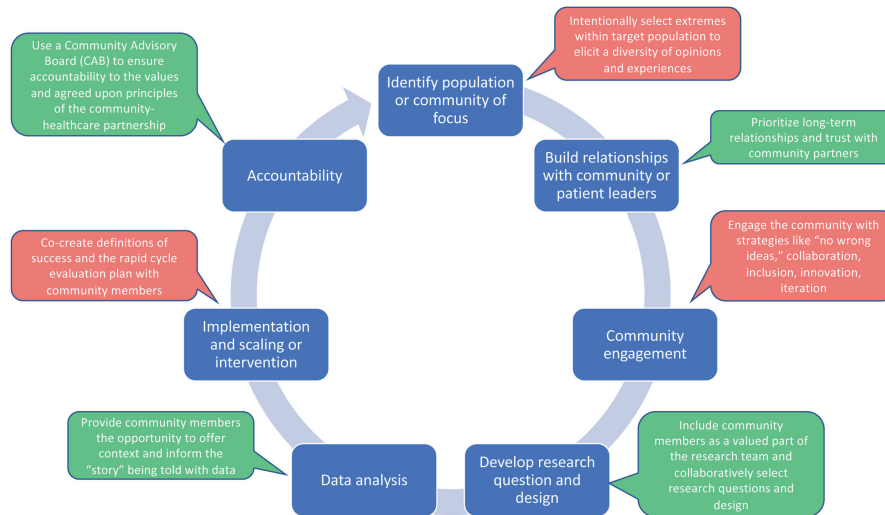 Intentionally select extremes
within target population to
elicit a diversity of opinions
and experiences
Identify population
or community of
focus
Prioritize long-term
relationships and trust with
community partners
Build relationships
with community or
patient leaders
Engage the community with
strategies like “no wrong
ideas,” collaboration,
inclusion, innovation,
iteration
Community
engagement
Include community
members as a valued part of
the research team and
collaboratively select
research questions and
design
Develop research
question and design
Provide community members
the opportunity to offer
context and inform the
“story” being told with data
Data analysis
Co-create definitions of
success and the rapid cycle
evaluation plan with
community members
Implementation
and scaling or
intervention
Use a Community Advisory
Board (CAB) to ensure
accountability to the values
and agreed upon principles
of the community-
healthcare partnership
Accountability